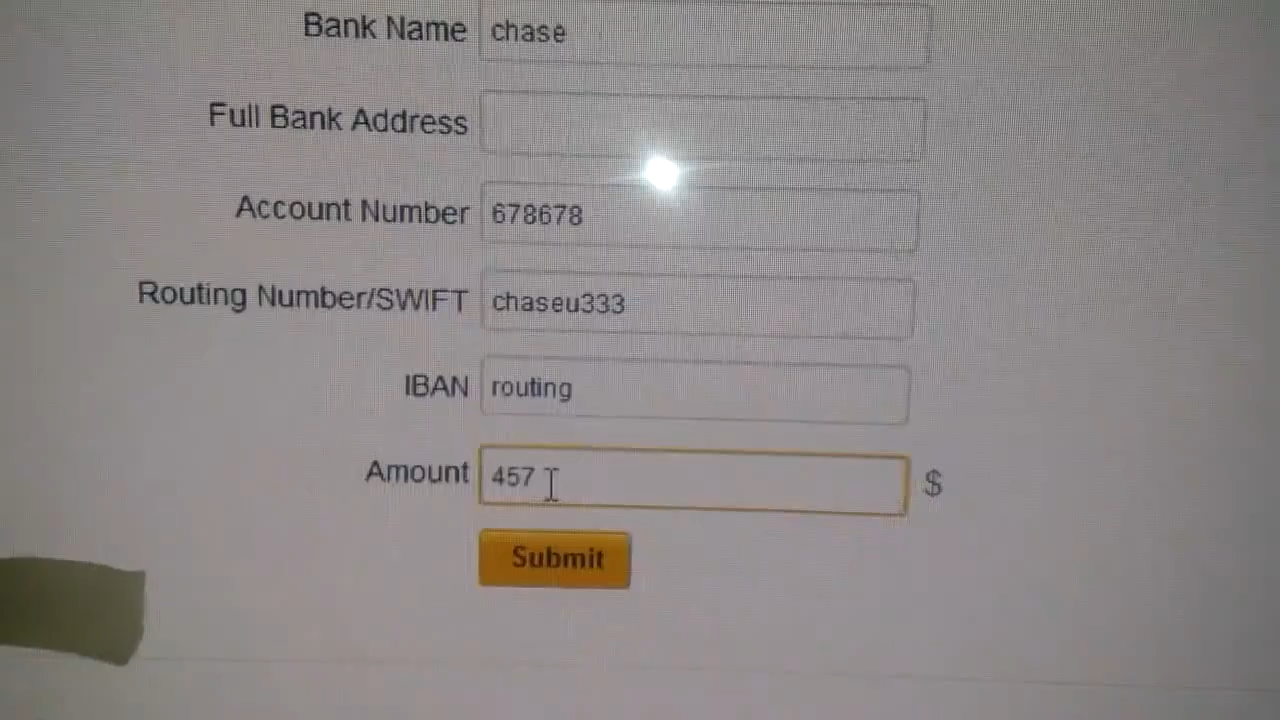 Bank Name chase
Full Bank Address
Account Number 678678
Routing Number/SWIFT chaseu333
IBAN routing
Amount 457 $
Submit